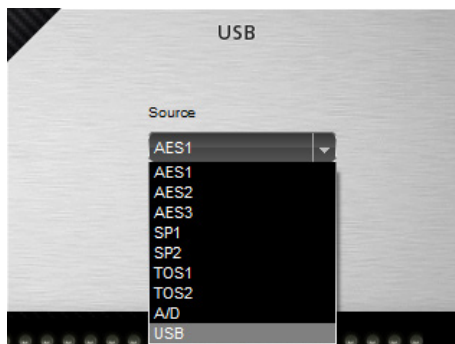 USB
Source
AES1
AES1
AES2
AES3
SP1
SP2
TOS1
TOS2
A/D
USB